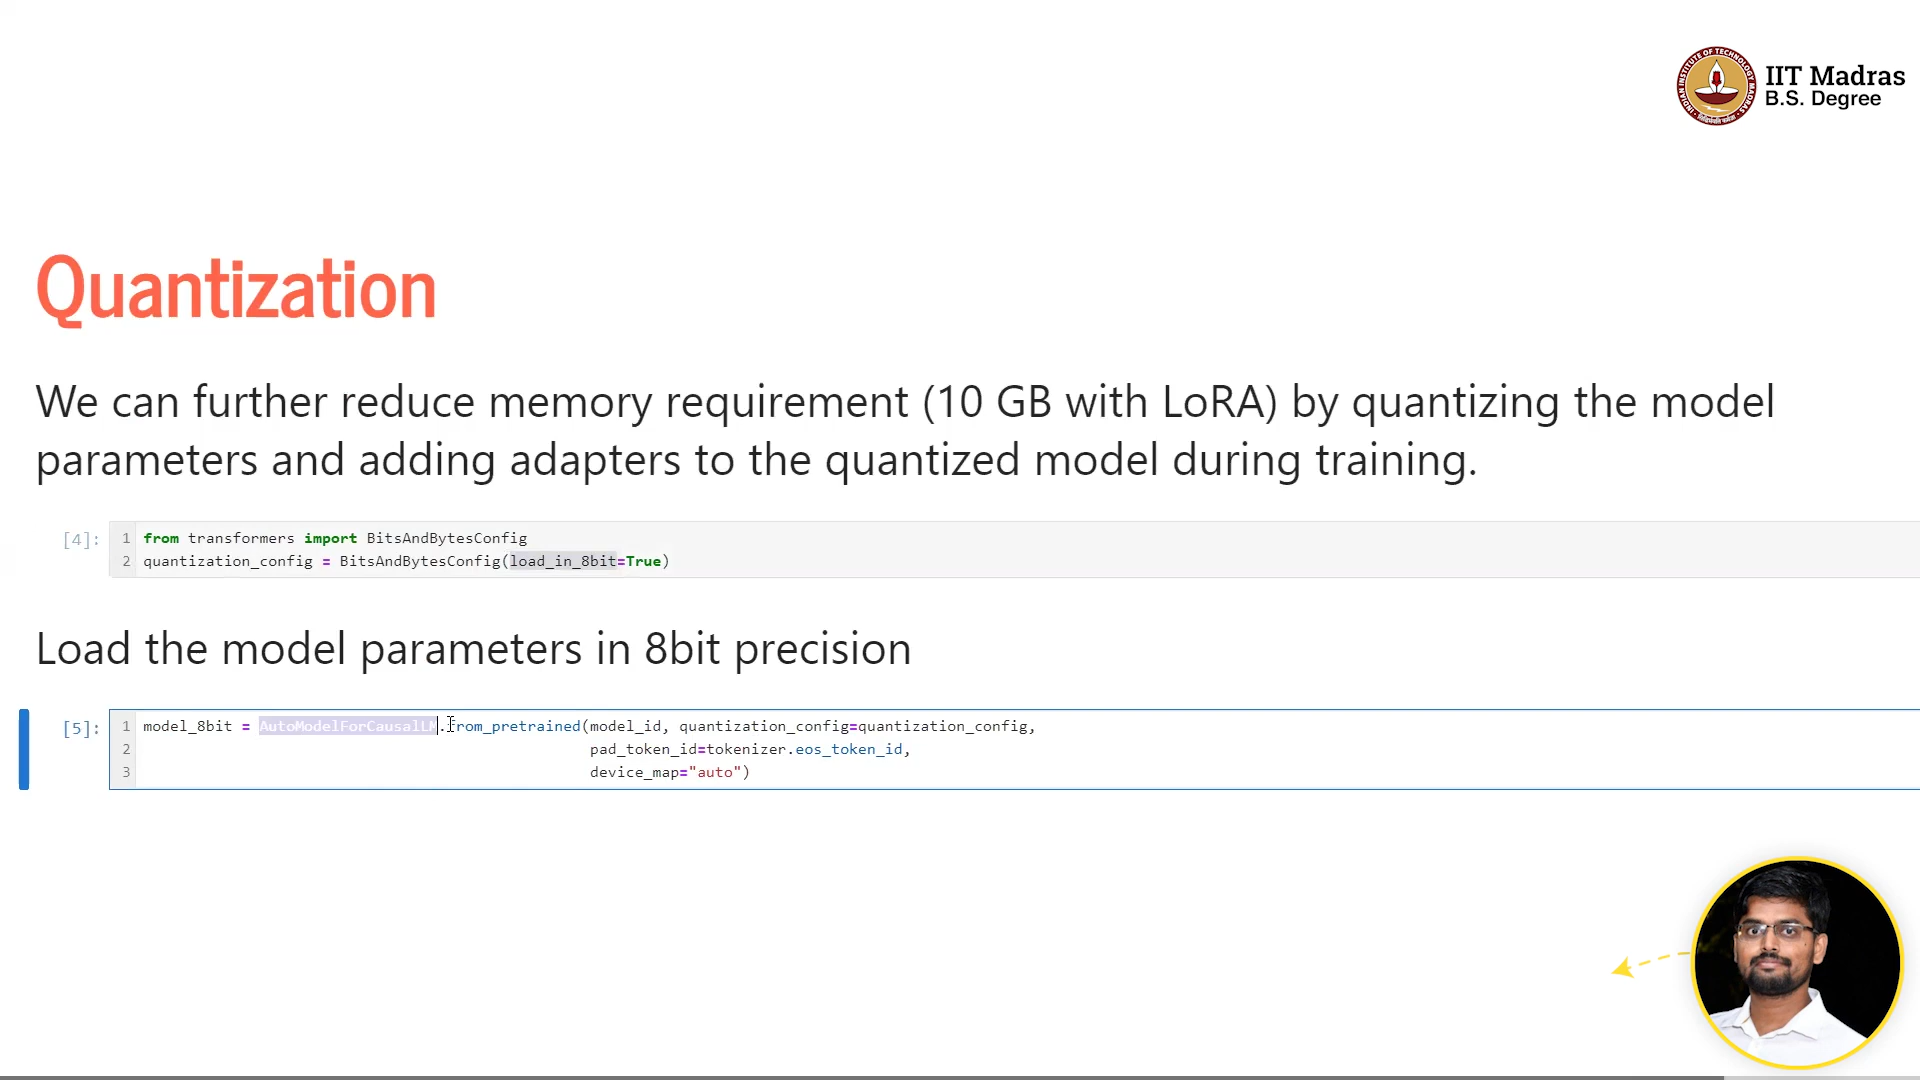 IIT Madras
B.S. Degree
Quantization
We can further reduce memory requirement (10 GB with LoRA) by quantizing the model
parameters and adding adapters to the quantized model during training.
[4]:
1 from transformers import BitsAndBytesConfig
2 quantization_config = BitsAndBytesConfig(load_in_8bit=True)
Load the model parameters in 8bit precision
[5]:
1 model_8bit = AutoModelForCausalLM.from_pretrained(model_id, quantization_config=quantization_config,
2 pad_token_id=tokenizer.eos_token_id,
3 device_map="auto")